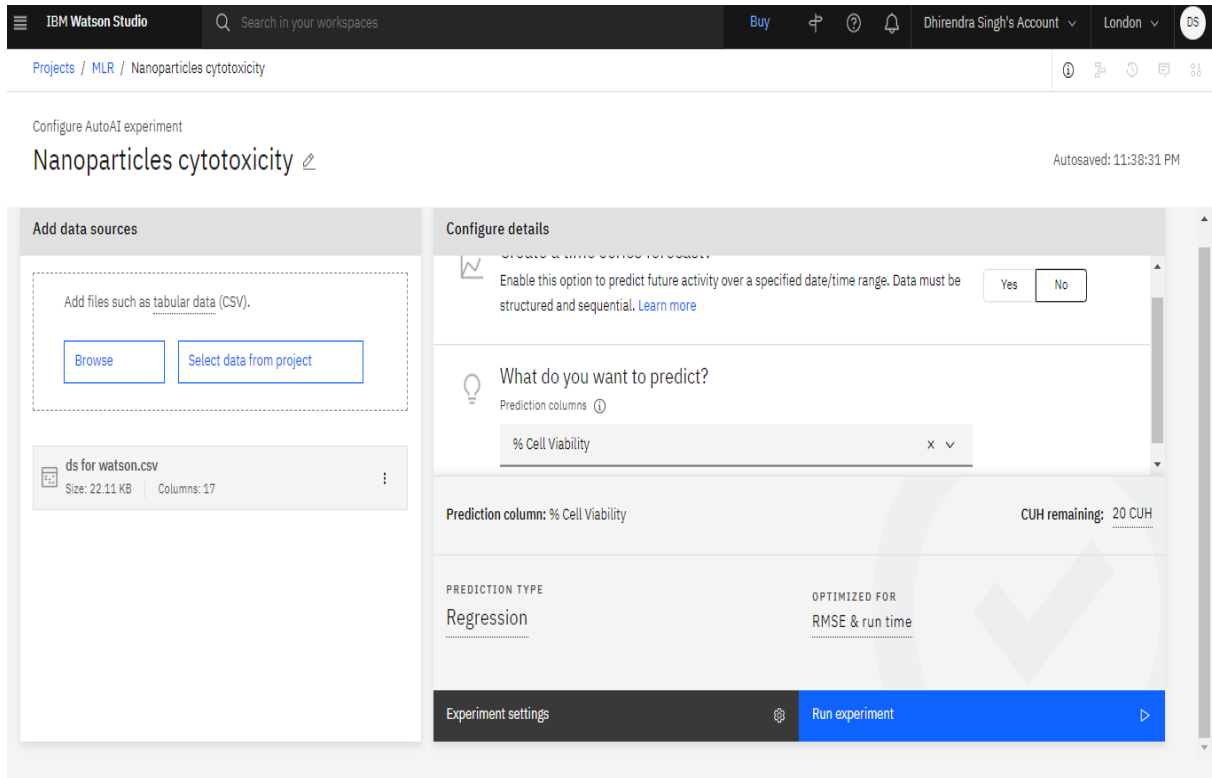 IBM Watson Studio
Search in your workspaces
Buy
Dhirendra Singh's Account
London
DS
Projects / MLR / Nanoparticles cytotoxicity
Configure AutoAI experiment
Nanoparticles cytotoxicity
Autosaved: 11:38:31 PM
Add data sources
Add files such as tabular data (CSV).
Browse
Select data from project
ds for watson.csv
Size: 22.11 KB
Columns: 17
Configure details
Create a time series forecast?
Enable this option to predict future activity over a specified date/time range. Data must be
structured and sequential. Learn more
Yes
No
What do you want to predict?
Prediction columns
% Cell Viability
Prediction column: % Cell Viability
CUH remaining: 20 CUH
PREDICTION TYPE
Regression
OPTIMIZED FOR
RMSE & run time
Experiment settings
Run experiment